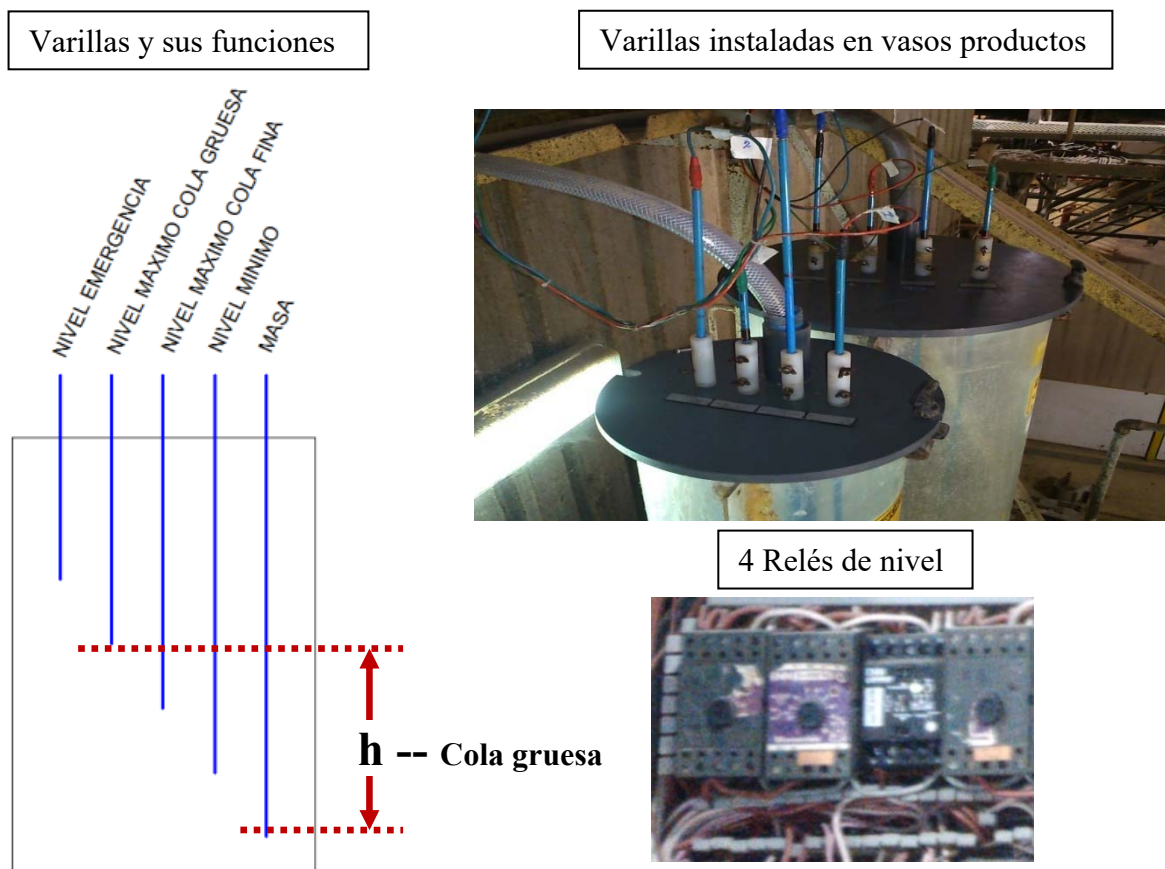 Varillas y sus funciones
Varillas instaladas en vasos productos
NIVEL EMERGENCIA
NIVEL MAXIMO COLA GRUESA
NIVEL MAXIMO COLA FINA
NIVEL MINIMO
MASA
2
4 Relés de nivel
h -- Cola gruesa